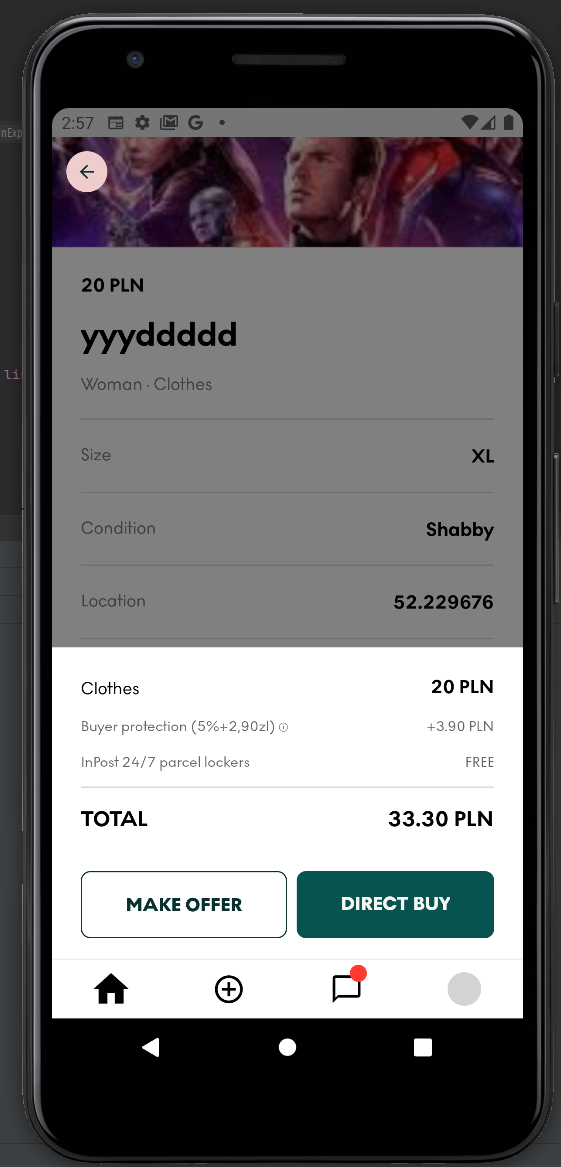 nExp
2:57
20 PLN
yyyddddd
Woman · Clothes
li
Size XL
Condition Shabby
Location 52.229676
Clothes 20 PLN
Buyer protection (5%+2,90zl) ⓘ +3.90 PLN
InPost 24/7 parcel lockers FREE
TOTAL 33.30 PLN
MAKE OFFER DIRECT BUY